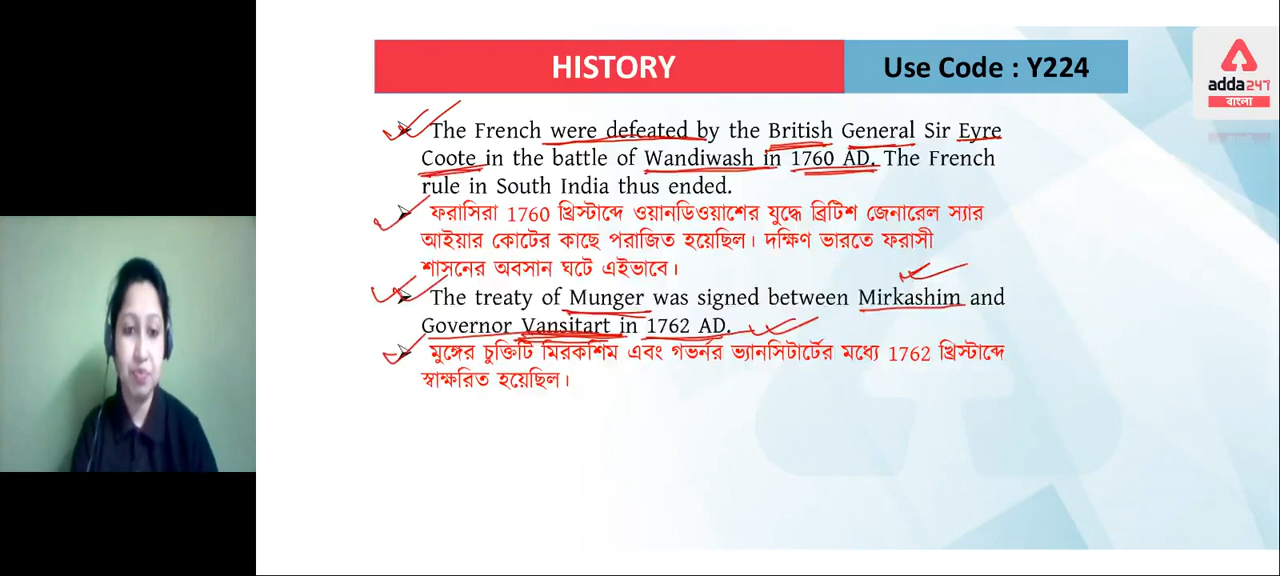 HISTORY
Use Code : Y224
adda247
বাংলা
The French were defeated by the British General Sir Eyre
Coote in the battle of Wandiwash in 1760 AD. The French
rule in South India thus ended.
ফরাসিরা 1760 খ্রিস্টাব্দে ওয়ানডিওয়াশের যুদ্ধে ব্রিটিশ জেনারেল স্যার
আইয়ার কোটের কাছে পরাজিত হয়েছিল। দক্ষিণ ভারতে ফরাসী
শাসনের অবসান ঘটে এইভাবে।
The treaty of Munger was signed between Mirkashim and
Governor Vansitart in 1762 AD.
মুঙ্গের চুক্তিটি মিরকশিম এবং গভর্নর ভ্যানসিটার্টের মধ্যে 1762 খ্রিস্টাব্দে
স্বাক্ষরিত হয়েছিল।